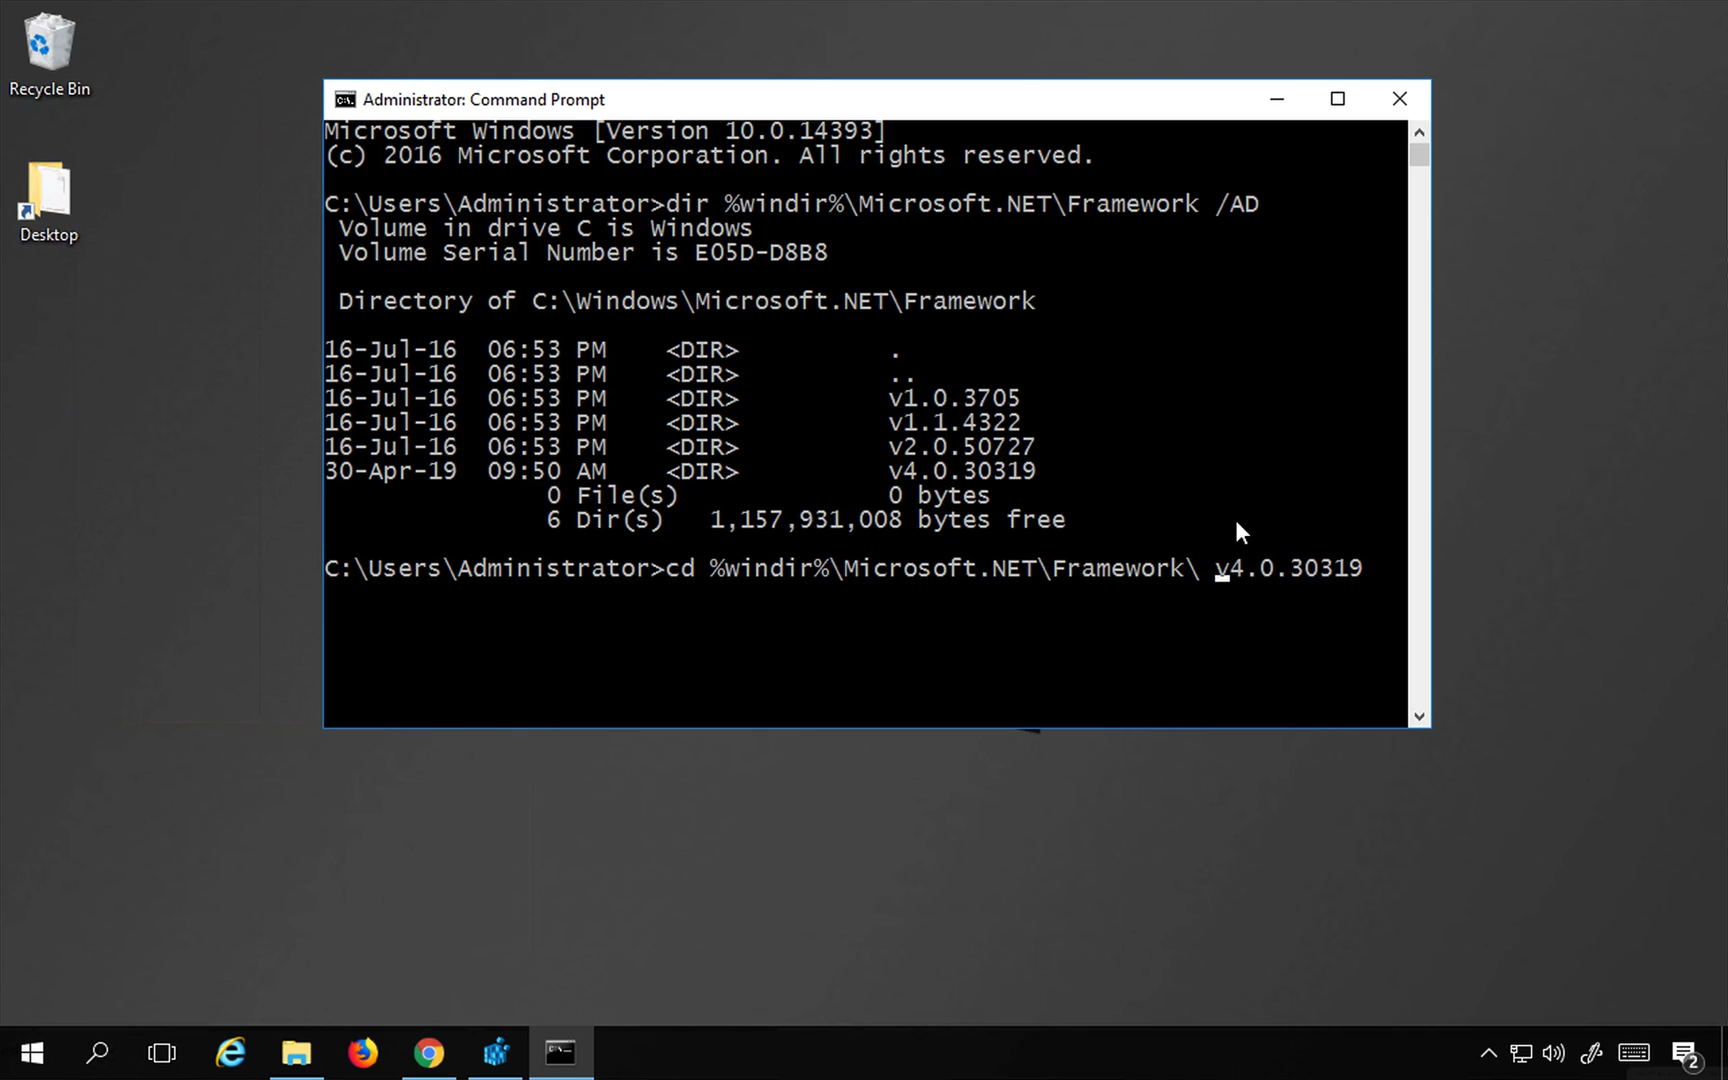 Recycle Bin
Desktop
Administrator: Command Prompt
Microsoft Windows [Version 10.0.14393]
(c) 2016 Microsoft Corporation. All rights reserved.
C:\Users\Administrator>dir %windir%\Microsoft.NET\Framework /AD
Volume in drive C is Windows
Volume Serial Number is E05D-D8B8
Directory of C:\Windows\Microsoft.NET\Framework
16-Jul-16 06:53 PM <DIR> .
16-Jul-16 06:53 PM <DIR> ..
16-Jul-16 06:53 PM <DIR> v1.0.3705
16-Jul-16 06:53 PM <DIR> v1.1.4322
16-Jul-16 06:53 PM <DIR> v2.0.50727
30-Apr-19 09:50 AM <DIR> v4.0.30319
0 File(s) 0 bytes
6 Dir(s) 1,157,931,008 bytes free
C:\Users\Administrator>cd %windir%\Microsoft.NET\Framework\ v4.0.30319
2